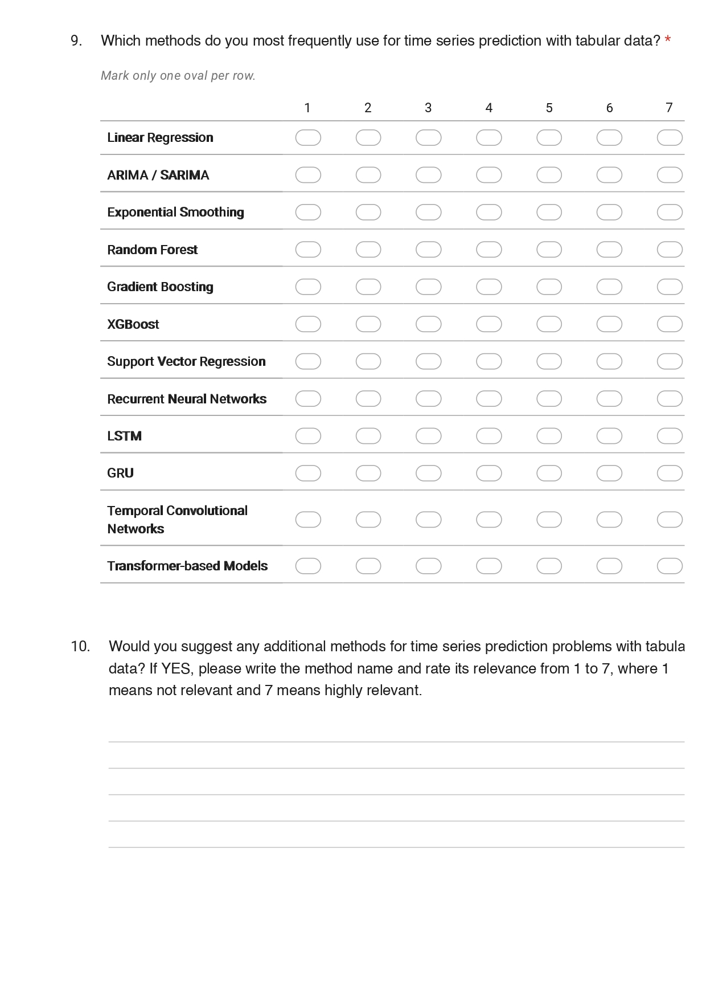 9. Which methods do you most frequently use for time series prediction with tabular data? *
Mark only one oval per row.
1 2 3 4 5 6 7
Linear Regression
ARIMA / SARIMA
Exponential Smoothing
Random Forest
Gradient Boosting
XGBoost
Support Vector Regression
Recurrent Neural Networks
LSTM
GRU
Temporal Convolutional
Networks
Transformer-based Models
10. Would you suggest any additional methods for time series prediction problems with tabula
data? If YES, please write the method name and rate its relevance from 1 to 7, where 1
means not relevant and 7 means highly relevant.